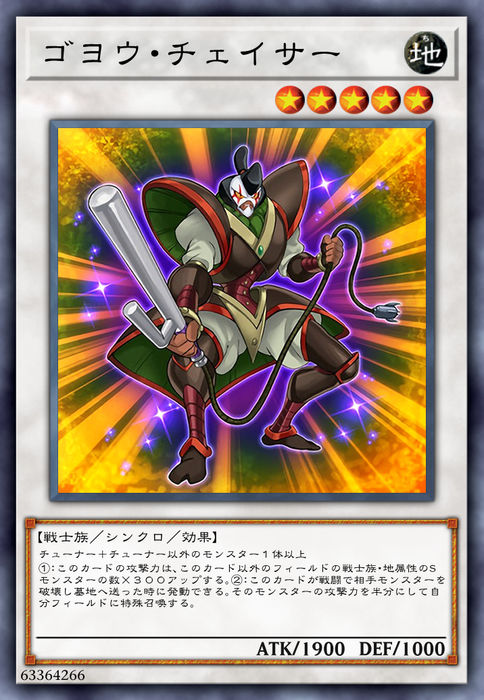 ゴヨウ・チェイサー
地
ち
【戦士族／シンクロ／効果】
チューナー＋チューナー以外のモンスター１体以上
①：このカードの攻撃力は、このカード以外のフィールドの戦士族・地属性のS
モンスターの数×３００アップする。②：このカードが戦闘で相手モンスターを
破壊し墓地へ送った時に発動できる。そのモンスターの攻撃力を半分にして自
分フィールドに特殊召喚する。
ATK/1900 DEF/1000
63364266